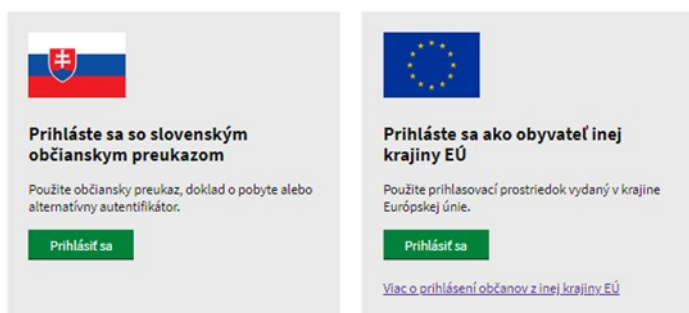 Prihláste sa so slovenským
občianskym preukazom
Použite občiansky preukaz, doklad o pobyte alebo
alternatívny autentifikátor.
Prihlásiť sa
Prihláste sa ako obyvateľ inej
krajiny EÚ
Použite prihlasovací prostriedok vydaný v krajine
Európskej únie.
Prihlásiť sa
Viac o prihlásení občanov z inej krajiny EÚ